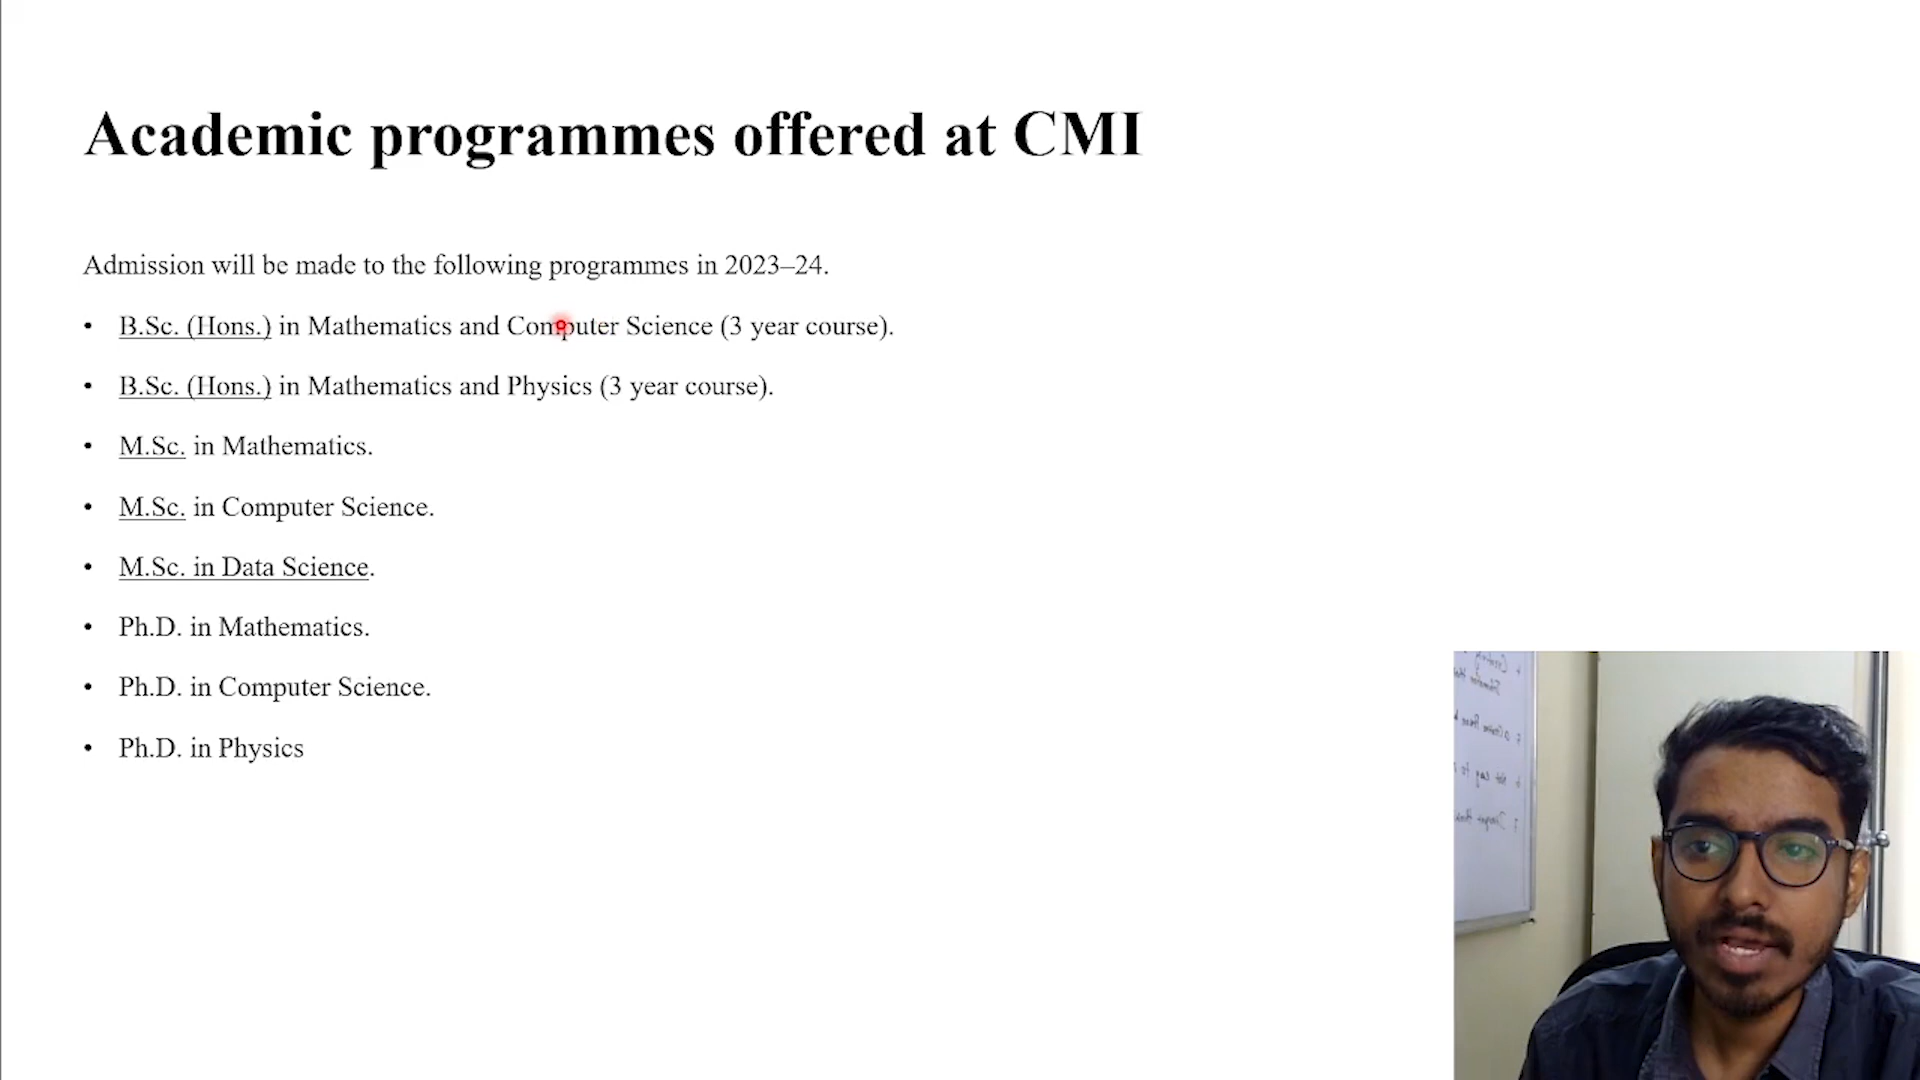 Academic programmes offered at CMI
Admission will be made to the following programmes in 2023–24.
• B.Sc. (Hons.) in Mathematics and Computer Science (3 year course).
• B.Sc. (Hons.) in Mathematics and Physics (3 year course).
• M.Sc. in Mathematics.
• M.Sc. in Computer Science.
• M.Sc. in Data Science.
• Ph.D. in Mathematics.
• Ph.D. in Computer Science.
• Ph.D. in Physics